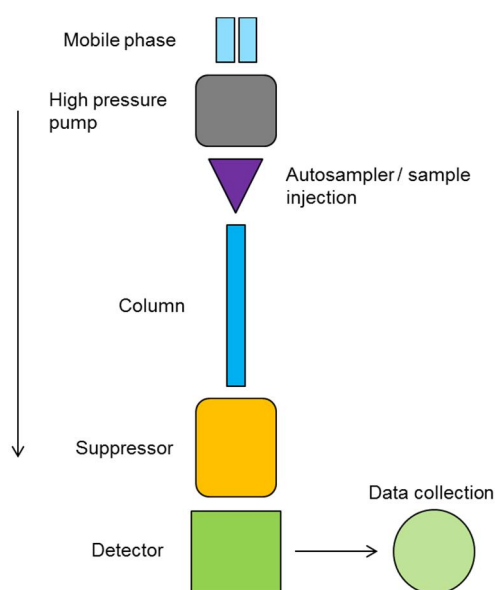 Mobile phase
High pressure
pump
Autosampler / sample
injection
Column
Suppressor
Data collection
Detector